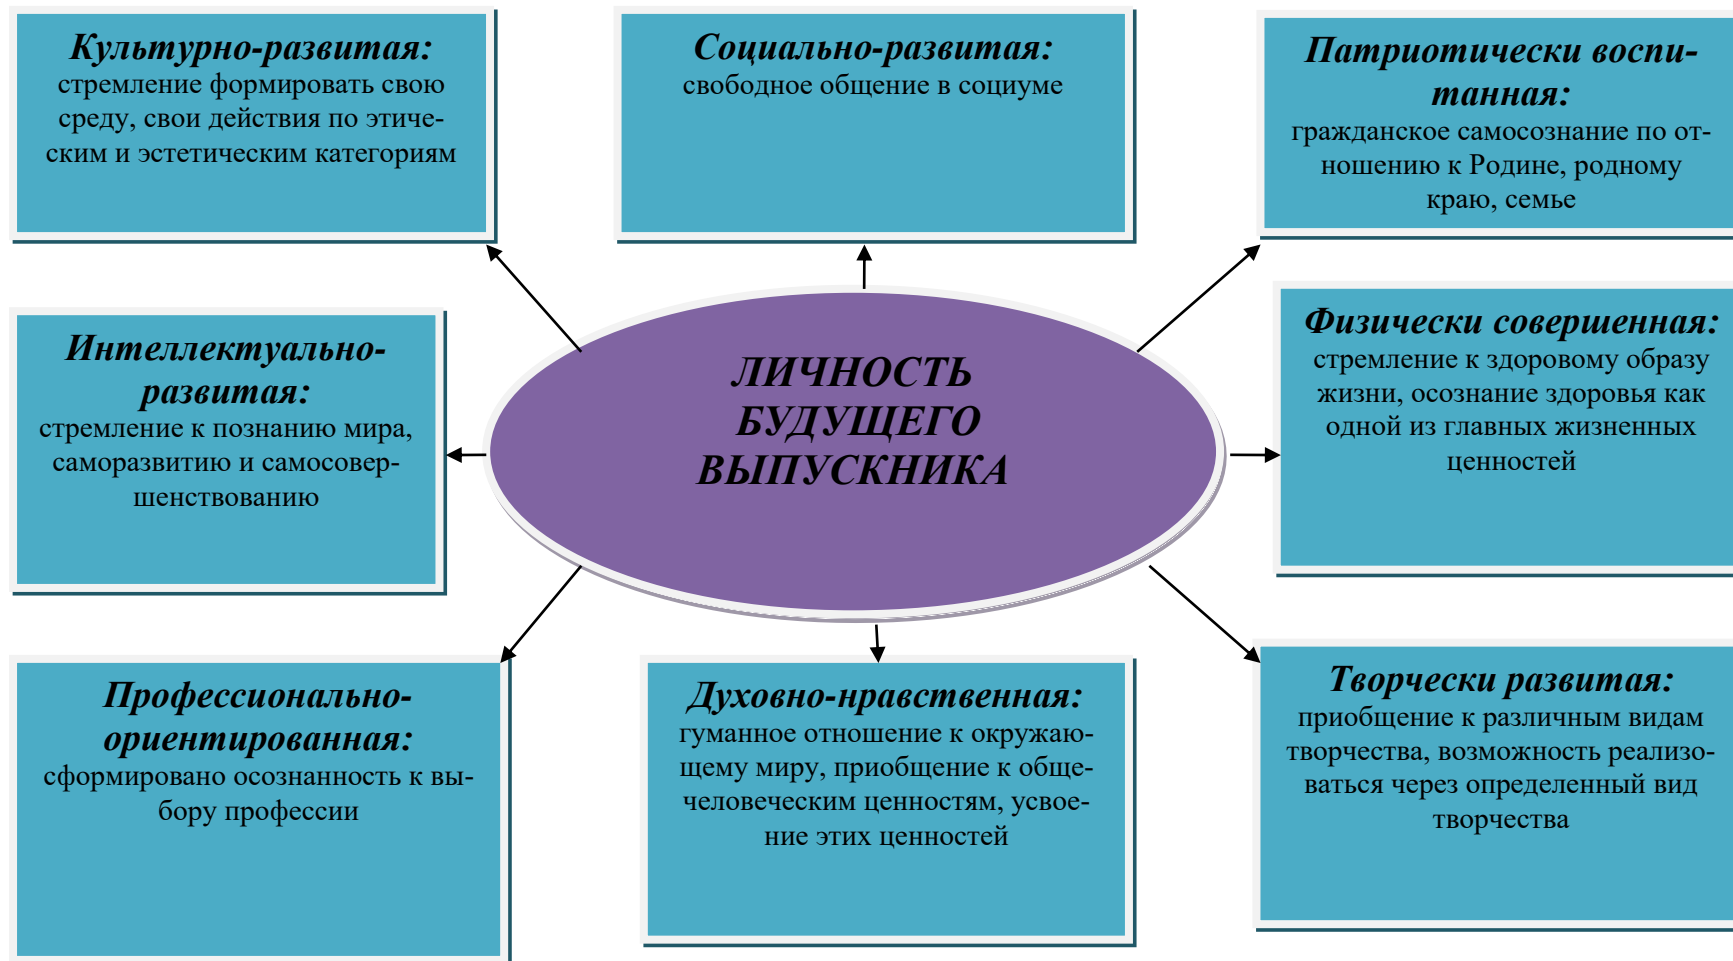 Культурно-развитая:
стремление формировать свою
среду, свои действия по этиче-
ским и эстетическим категориям
Социально-развитая:
свободное общение в социуме
Патриотически воспи-
танная:
гражданское самосознание по от-
ношению к Родине, родному
краю, семье
Интеллектуально-
развитая:
стремление к познанию мира,
саморазвитию и самосовер-
шенствованию
ЛИЧНОСТЬ
БУДУЩЕГО
ВЫПУСКНИКА
Физически совершенная:
стремление к здоровому образу
жизни, осознание здоровья как
одной из главных жизненных
ценностей
Профессионально-
ориентированная:
сформировано осознанность к вы-
бору профессии
Духовно-нравственная:
гуманное отношение к окружаю-
щему миру, приобщение к обще-
человеческим ценностям, усвое-
ние этих ценностей
Творчески развитая:
приобщение к различным видам
творчества, возможность реализо-
ваться через определенный вид
творчества